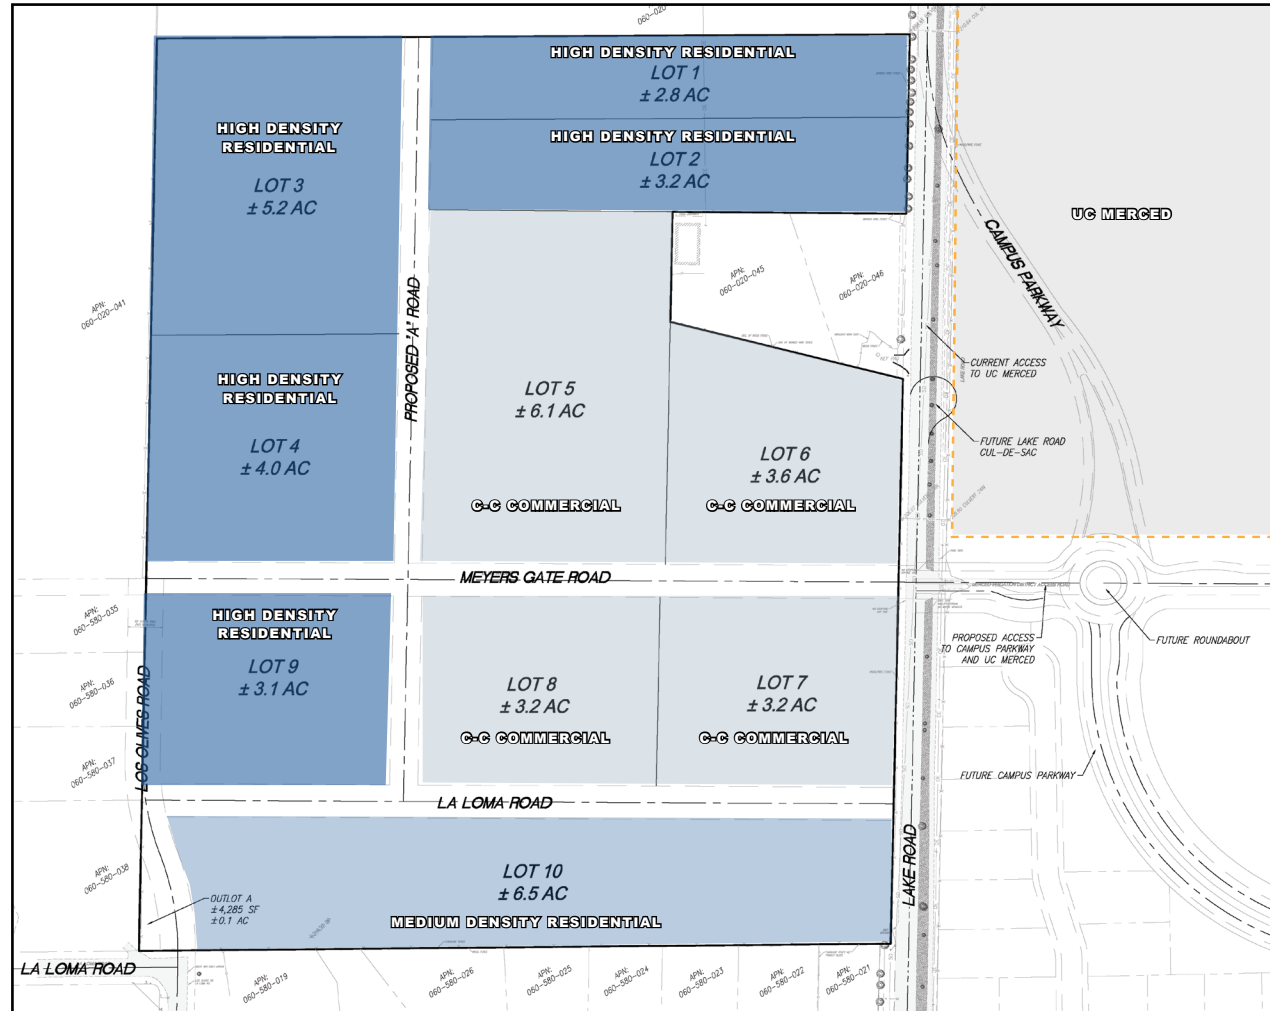 060-020
HIGH DENSITY RESIDENTIAL
LOT 1
± 2.8 AC
HIGH DENSITY RESIDENTIAL
LOT 2
± 3.2 AC
HIGH DENSITY
RESIDENTIAL
LOT 3
± 5.2 AC
UC MERCED
CAMPUS PARKWAY
APN:
060-020-045
APN:
060-020-046
APN:
060-020-041
PROPOSED 'A' ROAD
HIGH DENSITY
RESIDENTIAL
LOT 4
± 4.0 AC
LOT 5
± 6.1 AC
C-C COMMERCIAL
LOT 6
± 3.6 AC
C-C COMMERCIAL
CURRENT ACCESS
TO UC MERCED
FUTURE LAKE ROAD
CUL-DE-SAC
MEYERS GATE ROAD
APN:
060-580-035
APN:
060-580-036
APN:
060-580-037
APN:
060-580-038
LOS OLIVES ROAD
HIGH DENSITY
RESIDENTIAL
LOT 9
± 3.1 AC
LOT 8
± 3.2 AC
C-C COMMERCIAL
LOT 7
± 3.2 AC
C-C COMMERCIAL
PROPOSED ACCESS
TO CAMPUS PARKWAY
AND UC MERCED
FUTURE ROUNDABOUT
FUTURE CAMPUS PARKWAY
LA LOMA ROAD
LAKE ROAD
LOT 10
± 6.5 AC
MEDIUM DENSITY RESIDENTIAL
OUTLOT A
±4,285 SF
±0.1 AC
LA LOMA ROAD
APN:
060-580-019
APN:
060-580-026
APN:
060-580-025
APN:
060-580-024
APN:
060-580-023
APN:
060-580-022
APN:
060-580-021